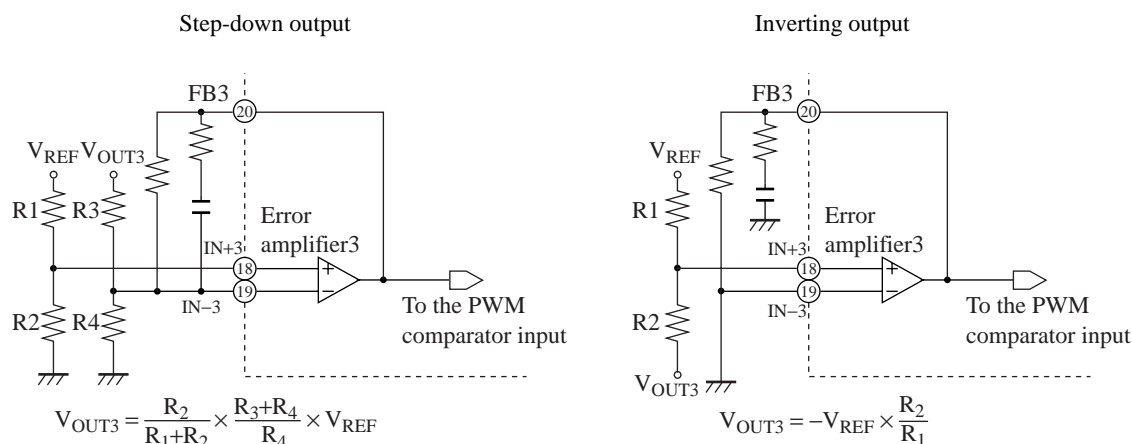 Step-down output
FB3
20
VREF VOUT3
R1 R3
Error
amplifier3
IN+3
18
+
19
−
IN−3
R2 R4
To the PWM
comparator input
VOUT3 = R2 / R1+R2 × R3+R4 / R4 × VREF
Inverting output
FB3
20
VREF
R1
Error
amplifier3
IN+3
18
+
19
−
IN−3
R2
To the PWM
comparator input
VOUT3
VOUT3 = −VREF × R2 / R1